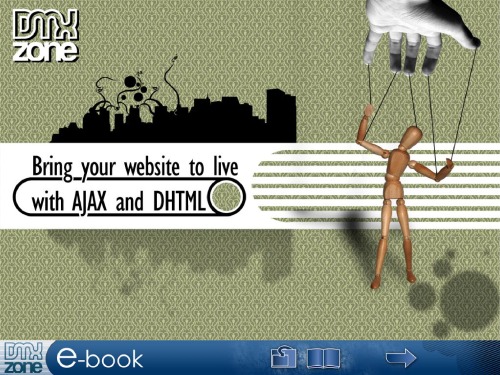 DMX
zone
Bring your website to live
with AJAX and DHTML
DMX
zone
e-book